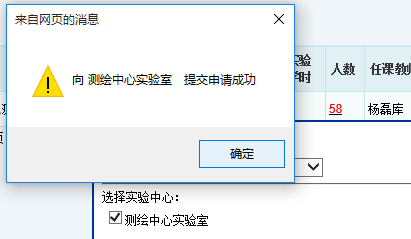 来自网页的消息
向 测绘中心实验室 提交申请成功
确定
实验
学时
人数
任课教师
58
杨磊库
选择实验中心：
测绘中心实验室